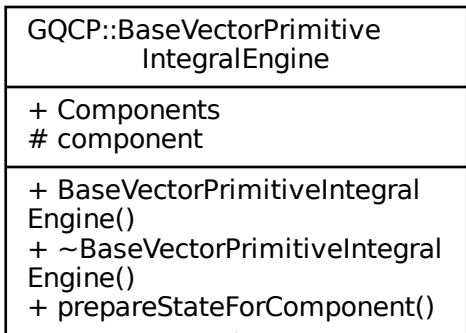 GQCP::BaseVectorPrimitive
IntegralEngine
+ Components
# component
+ BaseVectorPrimitiveIntegral
Engine()
+ ~BaseVectorPrimitiveIntegral
Engine()
+ prepareStateForComponent()